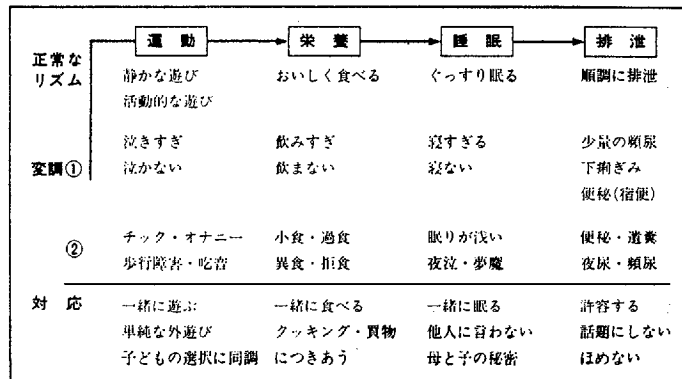 運動 栄養 睡眠 排泄
正常な
リズム
静かな遊び おいしく食べる ぐっすり眠る 順調に排泄
活動的な遊び
泣きすぎ 飲みすぎ 寝すぎる 少量の頻尿
変調① 泣かない 飲まない 寝ない 下痢ぎみ
便秘(宿便)
② チック・オナニー 小食・過食 眠りが浅い 便秘・遺糞
歩行障害・吃音 異食・拒食 夜泣・夢魔 夜尿・頻尿
対応 一緒に遊ぶ 一緒に食べる 一緒に眠る 許容する
単純な外遊び クッキング・買物 他人に言わない 話題にしない
子どもの選択に同調 につきあう 母と子の秘密 ほめない